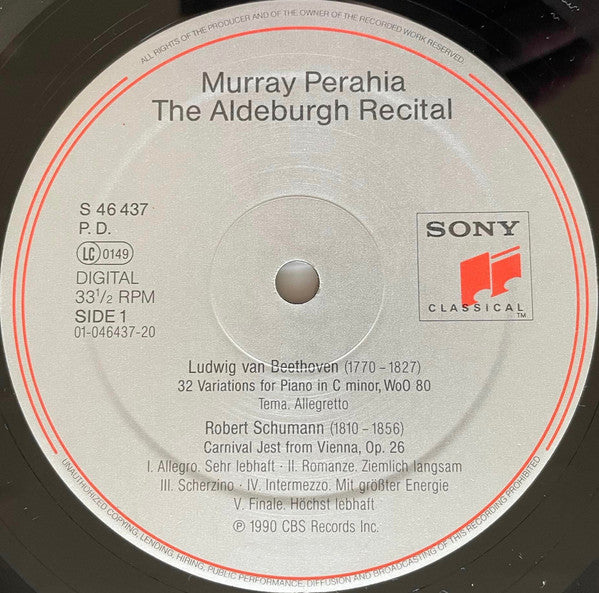 ALL RIGHTS OF THE PRODUCER AND OF THE OWNER OF THE RECORDED WORK RESERVED
Murray Perahia
The Aldeburgh Recital
S 46 437
P. D.
LC 0149
DIGITAL
33 1/2 RPM
SIDE 1
01-046437-20
SONY
CLASSICAL
TM
Ludwig van Beethoven (1770 – 1827)
32 Variations for Piano in C minor, WoO 80
Tema. Allegretto
Robert Schumann (1810 – 1856)
Carnival Jest from Vienna, Op. 26
I. Allegro. Sehr lebhaft · II. Romanze. Ziemlich langsam
III. Scherzino · IV. Intermezzo. Mit größter Energie
V. Finale. Höchst lebhaft
℗ 1990 CBS Records Inc.
UNAUTHORIZED COPYING, LENDING, HIRING, PUBLIC PERFORMANCE, DIFFUSION AND BROADCASTING OF THIS RECORD PROHIBITED